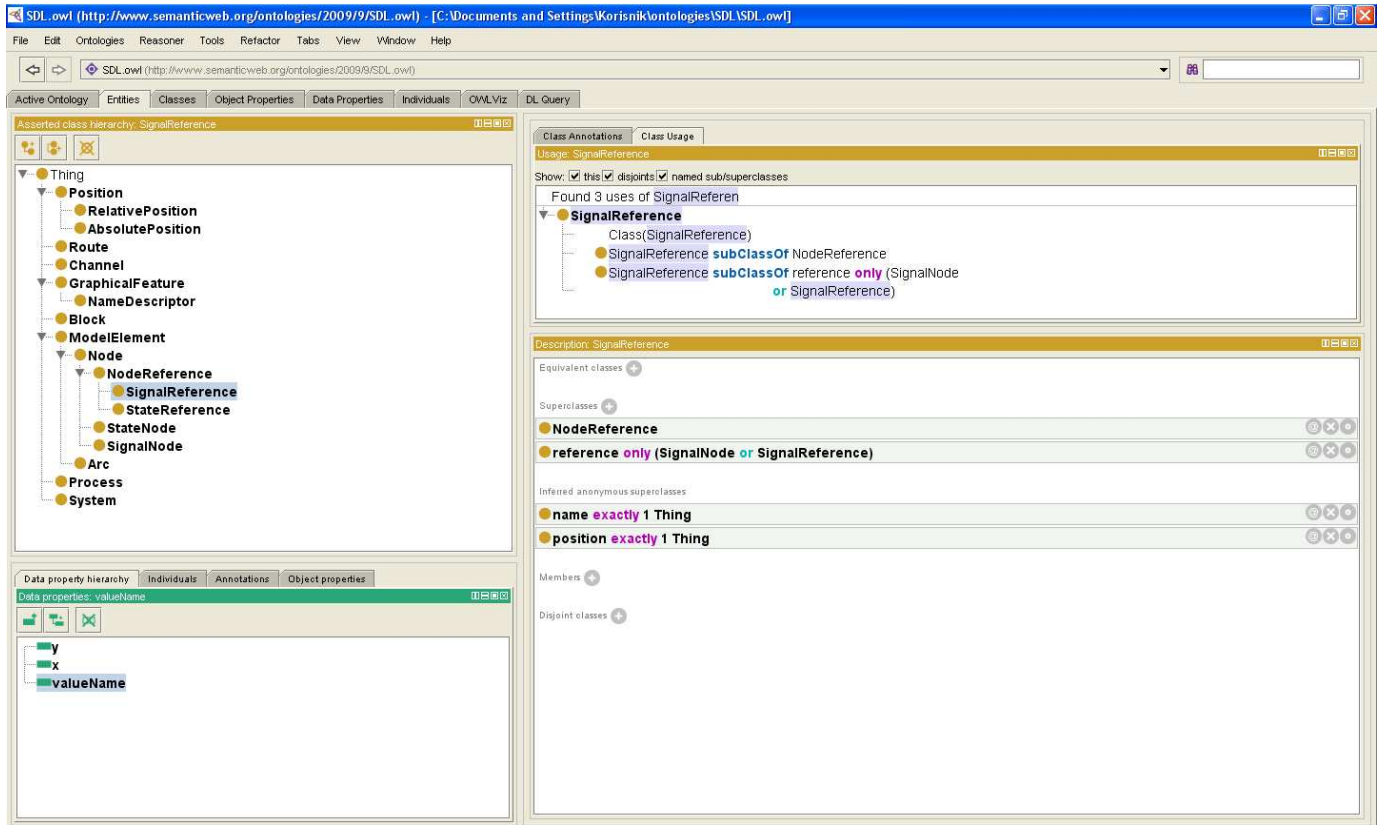 SDL.owl (http://www.semanticweb.org/ontologies/2009/9/SDL.owl) - [C:\Documents and Settings\Korisnik\ontologies\SDL\SDL.owl]
File Edit Ontologies Reasoner Tools Refactor Tabs View Window Help
SDL.owl (http://www.semanticweb.org/ontologies/2009/9/SDL.owl)
Active Ontology Entities Classes Object Properties Data Properties Individuals OWLViz DL Query
Asserted class hierarchy: SignalReference
Thing
Position
RelativePosition
AbsolutePosition
Route
Channel
GraphicalFeature
NameDescriptor
Block
ModelElement
Node
NodeReference
SignalReference
StateReference
StateNode
SignalNode
Arc
Process
System
Data property hierarchy Individuals Annotations Object properties
Data properties: valueName
y
x
valueName
Class Annotations Class Usage
Usage: SignalReference
Show: this disjoints named sub/superclasses
Found 3 uses of SignalReferen
SignalReference
Class(SignalReference)
SignalReference subClassOf NodeReference
SignalReference subClassOf reference only (SignalNode
or SignalReference)
Description: SignalReference
Equivalent classes
Superclasses
NodeReference
reference only (SignalNode or SignalReference)
Inferred anonymous superclasses
name exactly 1 Thing
position exactly 1 Thing
Members
Disjoint classes